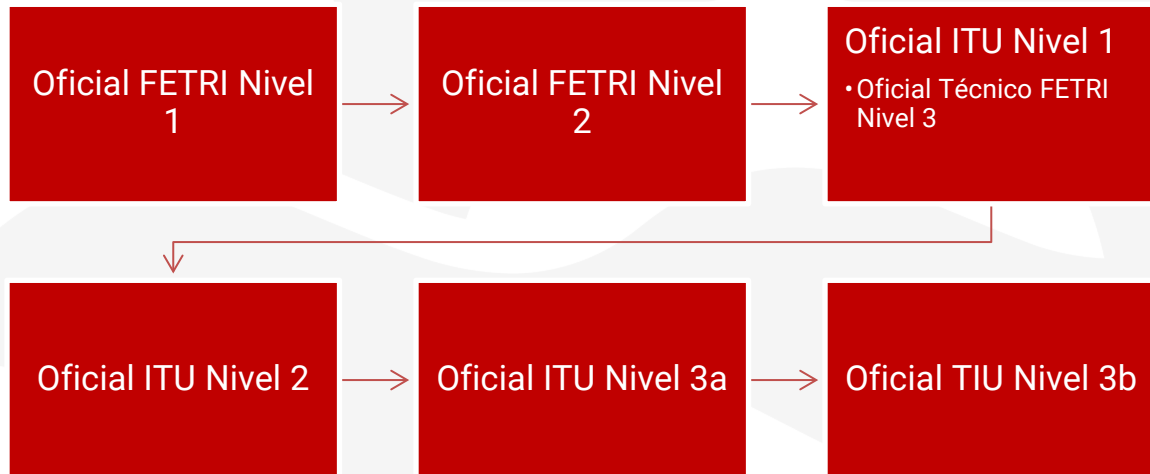 Oficial FETRI Nivel
1
Oficial FETRI Nivel
2
Oficial ITU Nivel 1
•Oficial Técnico FETRI
Nivel 3
Oficial ITU Nivel 2
Oficial ITU Nivel 3a
Oficial TIU Nivel 3b